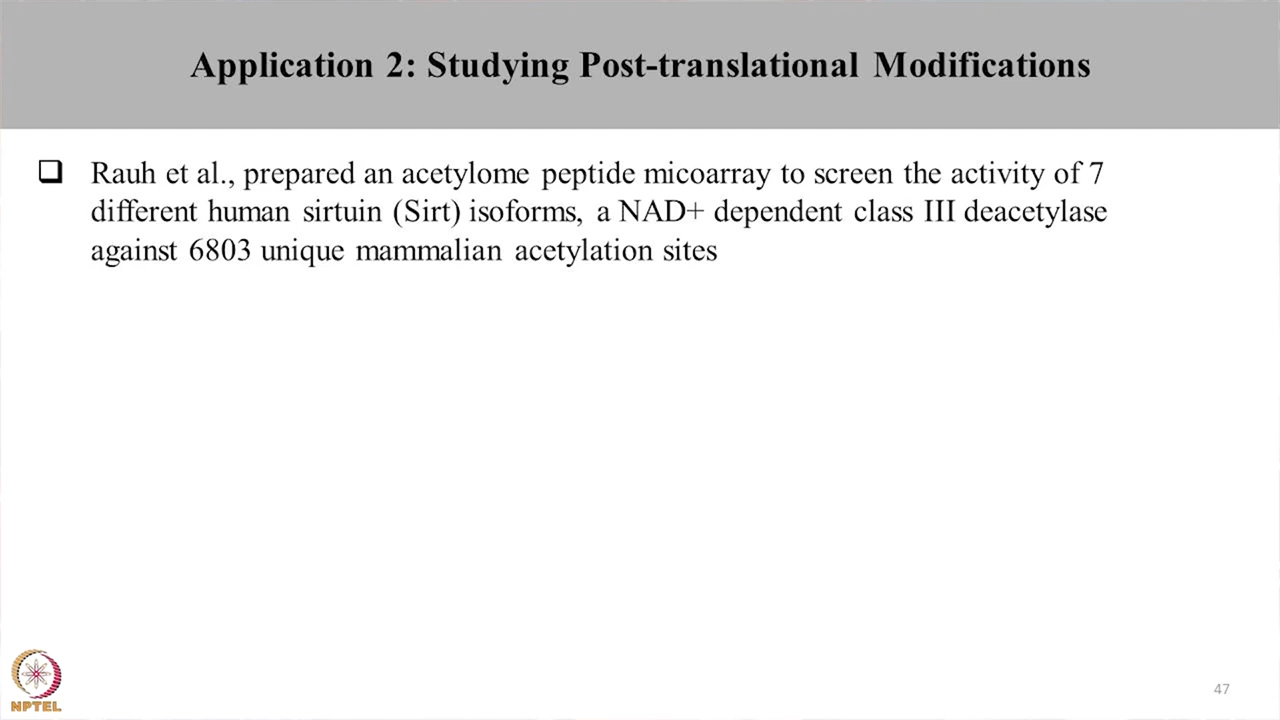 Application 2: Studying Post-translational Modifications
Rauh et al., prepared an acetylome peptide micoarray to screen the activity of 7
different human sirtuin (Sirt) isoforms, a NAD+ dependent class III deacetylase
against 6803 unique mammalian acetylation sites
NPTEL
47